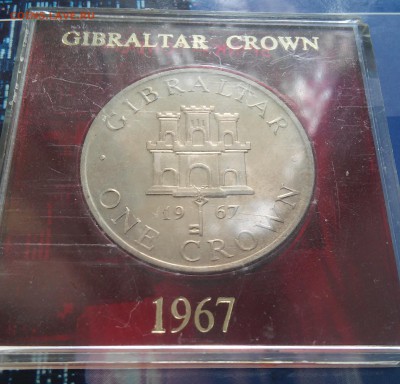 GIBRALTAR CROWN
GIBRALTAR
19 67
ONE CROWN
1967